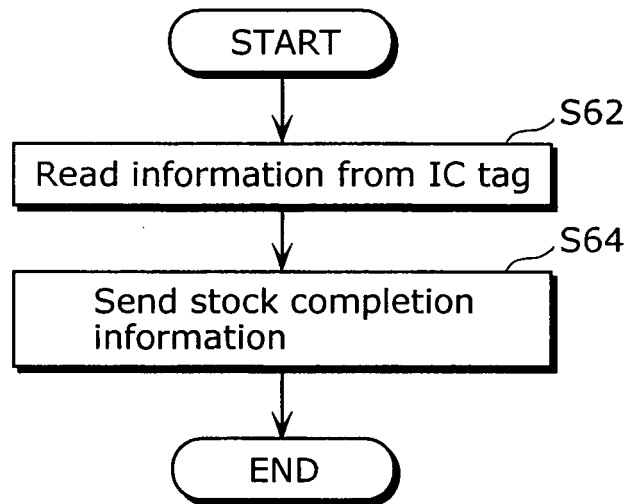 START
S62
Read information from IC tag
S64
Send stock completion
information
END